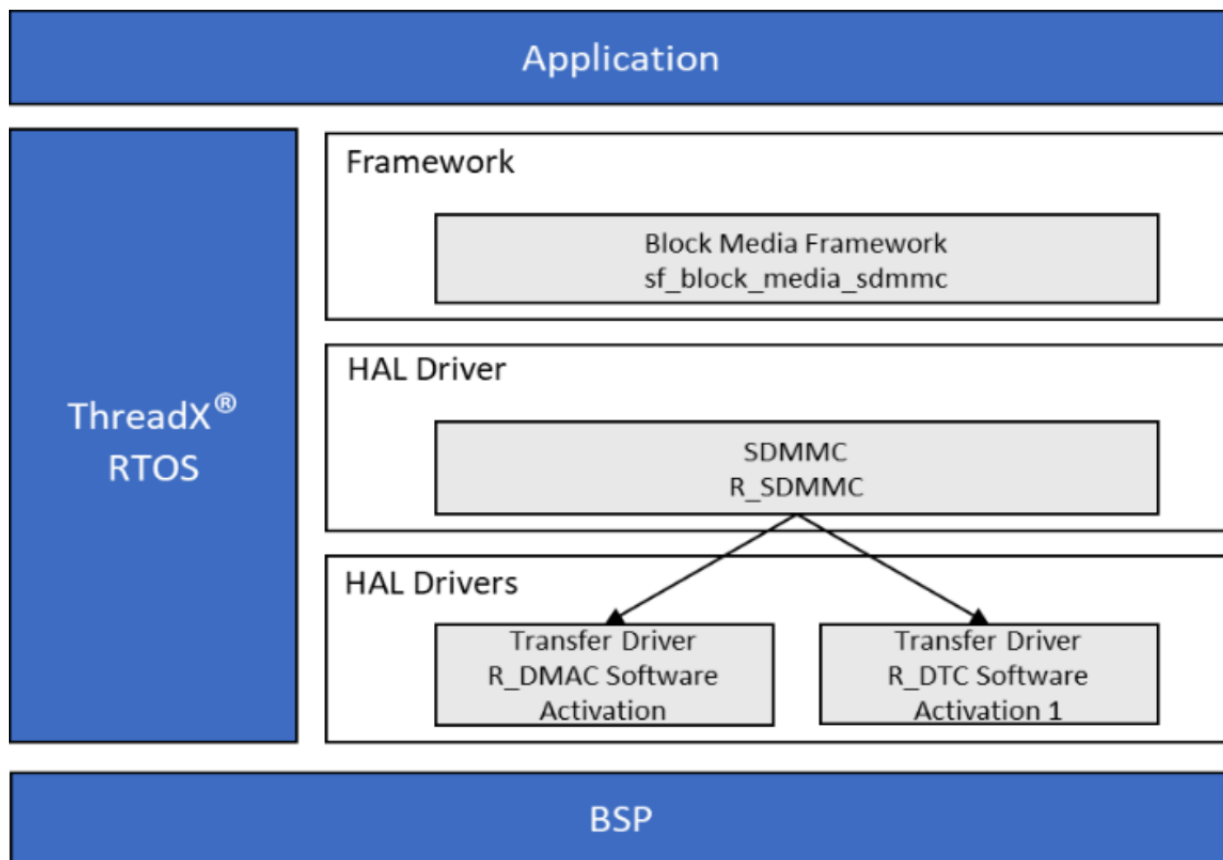 Application
ThreadX®
RTOS
Framework
Block Media Framework
sf_block_media_sdmmc
HAL Driver
SDMMC
R_SDMMC
HAL Drivers
Transfer Driver
R_DMAC Software
Activation
Transfer Driver
R_DTC Software
Activation 1
BSP